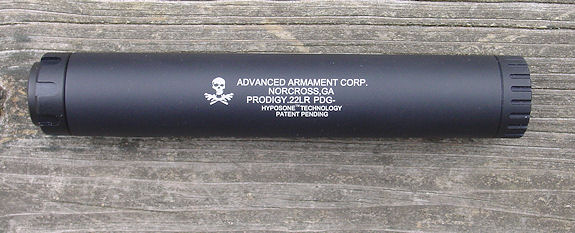 ADVANCED ARMAMENT CORP.
NORCROSS,GA
PRODIGY.22LR PDG-
HYPOSONE™TECHNOLOGY
PATENT PENDING